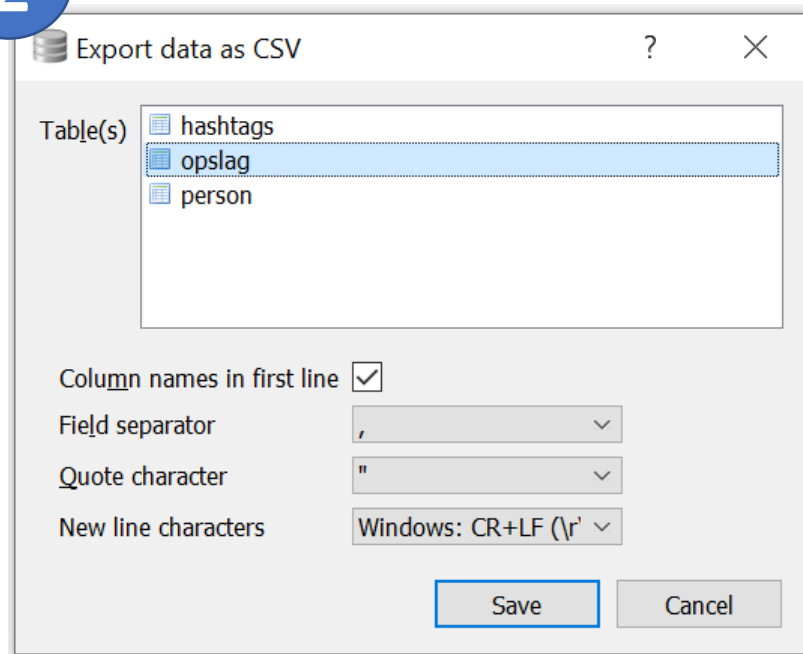 2
Export data as CSV
Table(s)
hashtags
opslag
person
Column names in first line
Field separator ,
Quote character "
New line characters Windows: CR+LF (\r\
Save Cancel